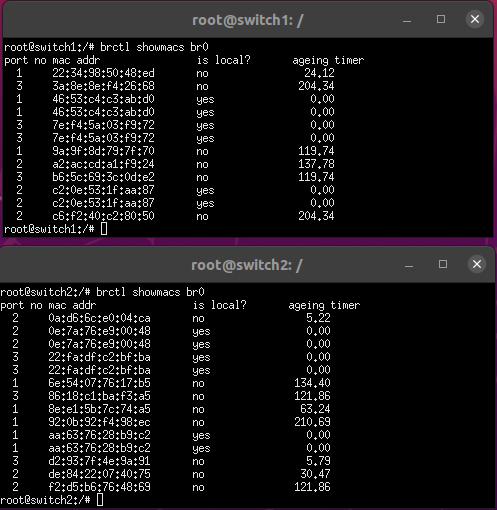 root@switch1: /
root@switch1:/# brctl showmacs br0
port no mac addr is local? ageing timer
1 22:34:98:50:48:ed no 24.12
3 3a:8e:8e:f4:26:68 no 204.34
1 46:53:c4:c3:ab:d0 yes 0.00
1 46:53:c4:c3:ab:d0 yes 0.00
3 7e:f4:5a:03:f9:72 yes 0.00
3 7e:f4:5a:03:f9:72 yes 0.00
1 9a:9f:8d:79:7f:70 no 119.74
2 a2:ac:cd:a1:f9:24 no 137.78
3 b6:5c:69:3c:0d:e2 no 119.74
2 c2:0e:53:1f:aa:87 yes 0.00
2 c2:0e:53:1f:aa:87 yes 0.00
2 c6:f2:40:c2:80:50 no 204.34
root@switch1:/#
root@switch2: /
root@switch2:/# brctl showmacs br0
port no mac addr is local? ageing timer
2 0a:d6:6c:e0:04:ca no 5.22
2 0e:7a:76:e9:00:48 yes 0.00
2 0e:7a:76:e9:00:48 yes 0.00
3 22:fa:df:c2:bf:ba yes 0.00
3 22:fa:df:c2:bf:ba yes 0.00
1 6e:54:07:76:17:b5 no 134.40
3 86:18:c1:ba:f3:a5 no 121.86
1 8e:e1:5b:7c:74:a5 no 63.24
1 92:0b:92:f4:98:ec no 210.69
1 aa:63:76:28:b9:c2 yes 0.00
1 aa:63:76:28:b9:c2 yes 0.00
3 d2:93:7f:4e:9a:91 no 5.79
2 de:84:22:07:40:75 no 30.47
2 f2:d5:b6:76:48:69 no 121.86
root@switch2:/#